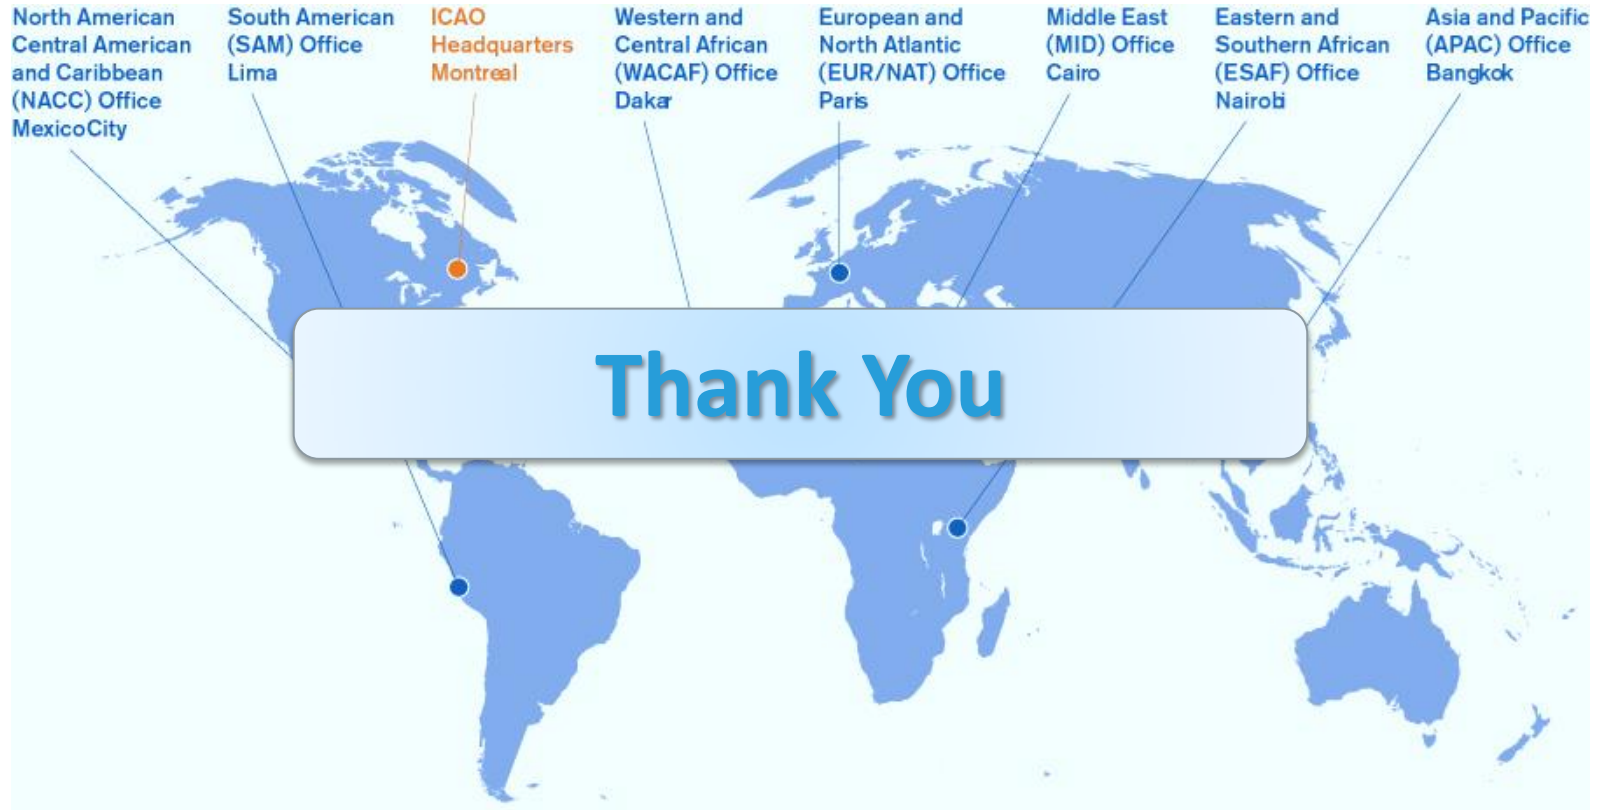 North American
Central American
and Caribbean
(NACC) Office
MexicoCity
South American
(SAM) Office
Lima
ICAO
Headquarters
Montreal
Western and
Central African
(WACAF) Office
Dakar
European and
North Atlantic
(EUR/NAT) Office
Paris
Middle East
(MID) Office
Cairo
Eastern and
Southern African
(ESAF) Office
Nairobi
Asia and Pacific
(APAC) Office
Bangkok
Thank You